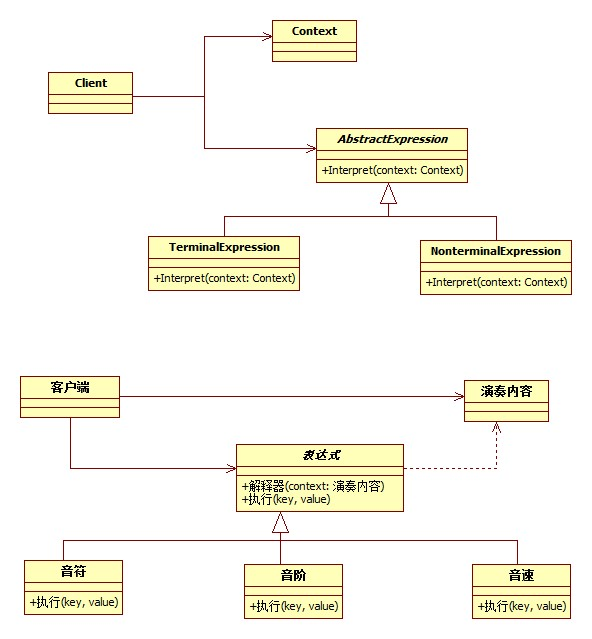 Context
Client
AbstractExpression
+Interpret(context: Context)
TerminalExpression
+Interpret(context: Context)
NonterminalExpression
+Interpret(context: Context)
客户端
演奏内容
表达式
+解释器(context: 演奏内容)
+执行(key, value)
音符
+执行(key, value)
音阶
+执行(key, value)
音速
+执行(key, value)